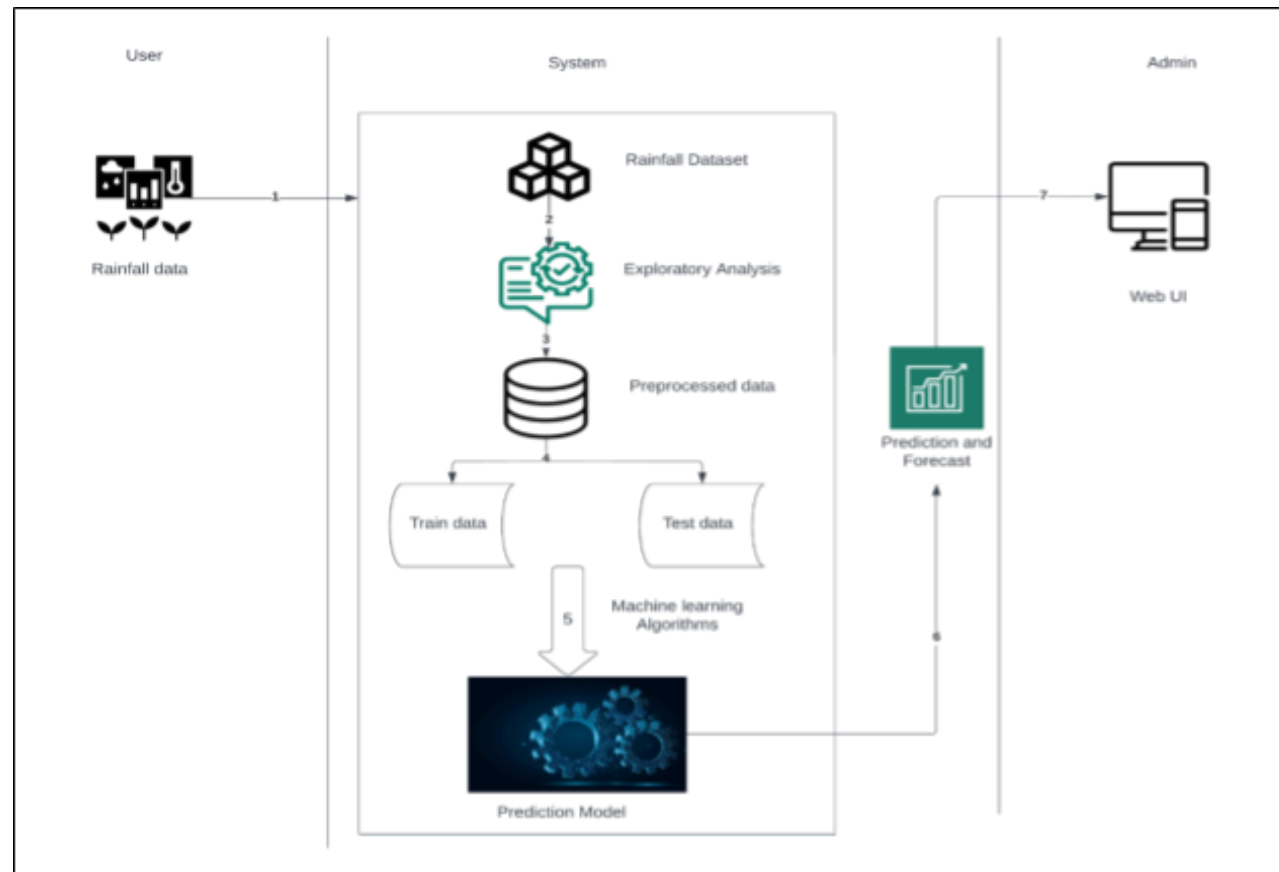 User
System
Admin
Rainfall Dataset
1
7
2
Rainfall data
Exploratory Analysis
Web UI
3
Preprocessed data
Prediction and
Forecast
4
Train data
Test data
Machine learning
Algorithms
5
6
Prediction Model